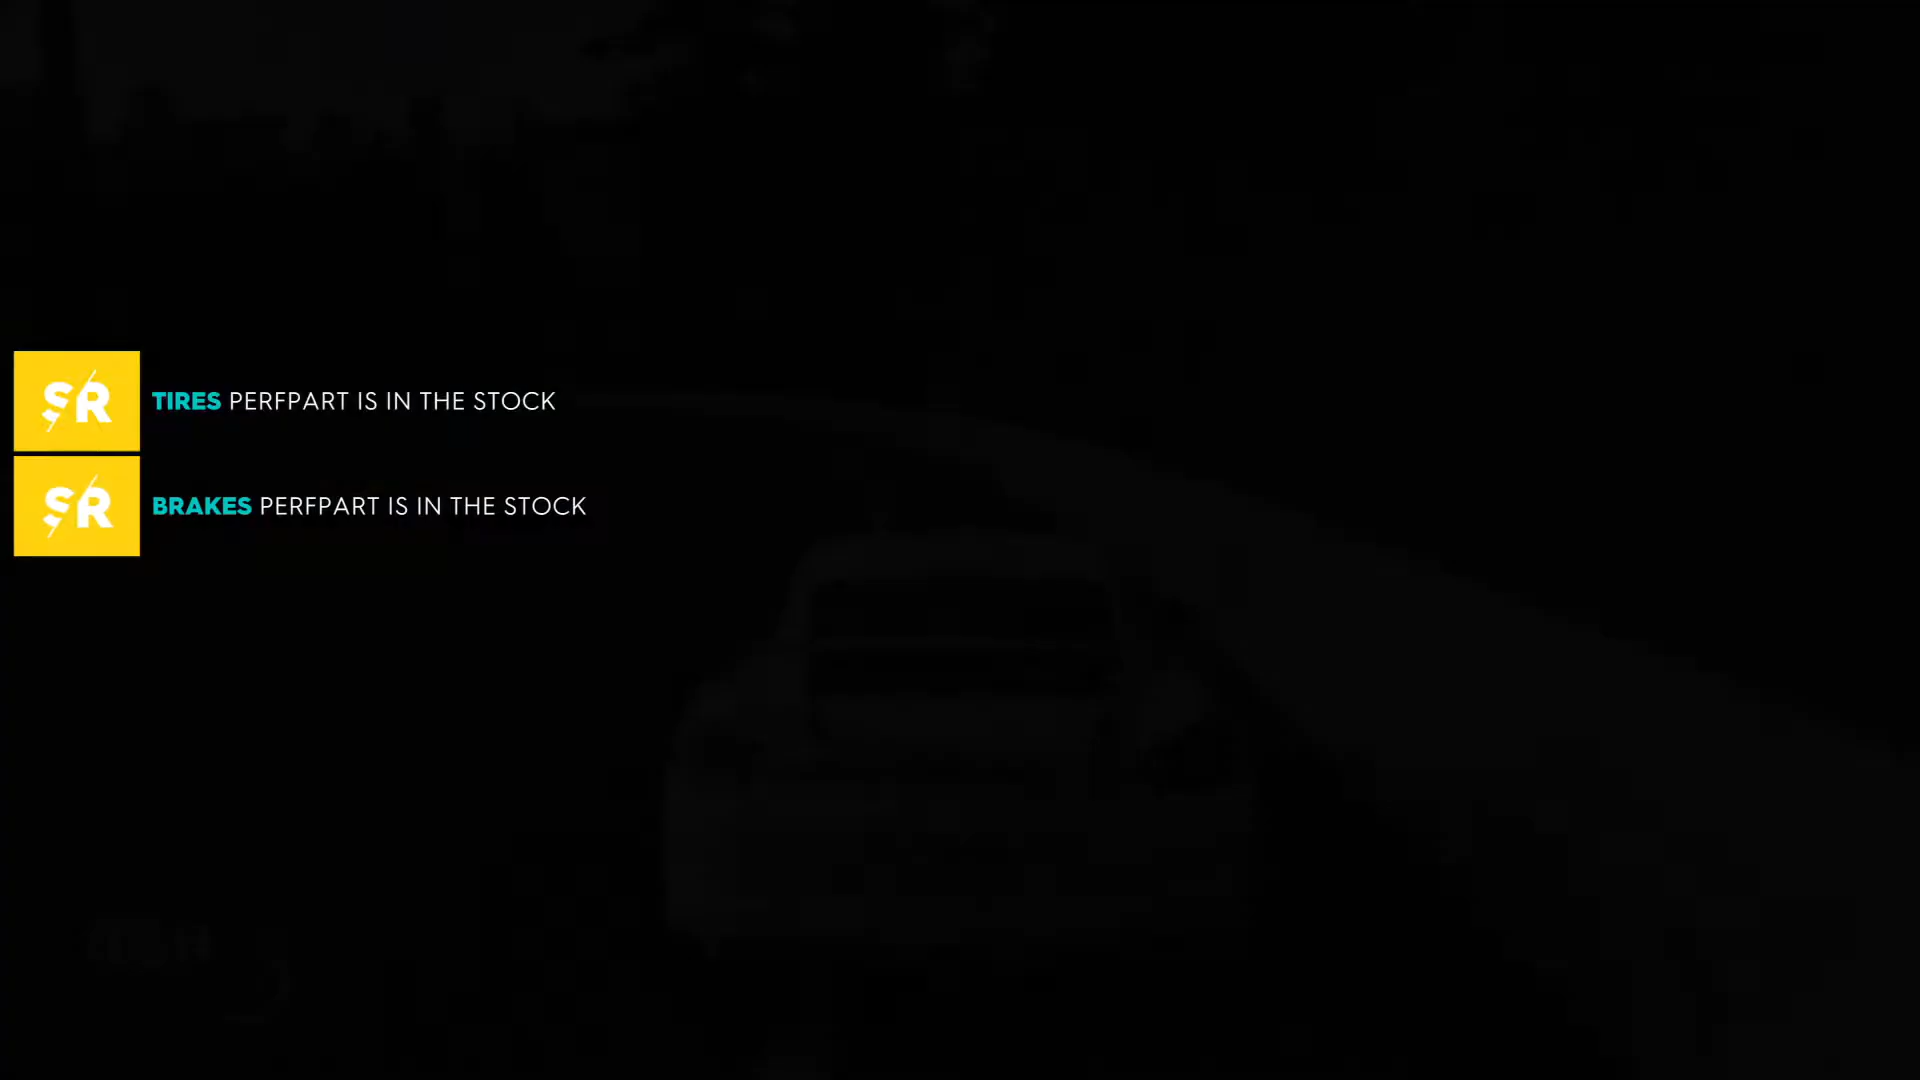 SR TIRES PERFPART IS IN THE STOCK
SR BRAKES PERFPART IS IN THE STOCK